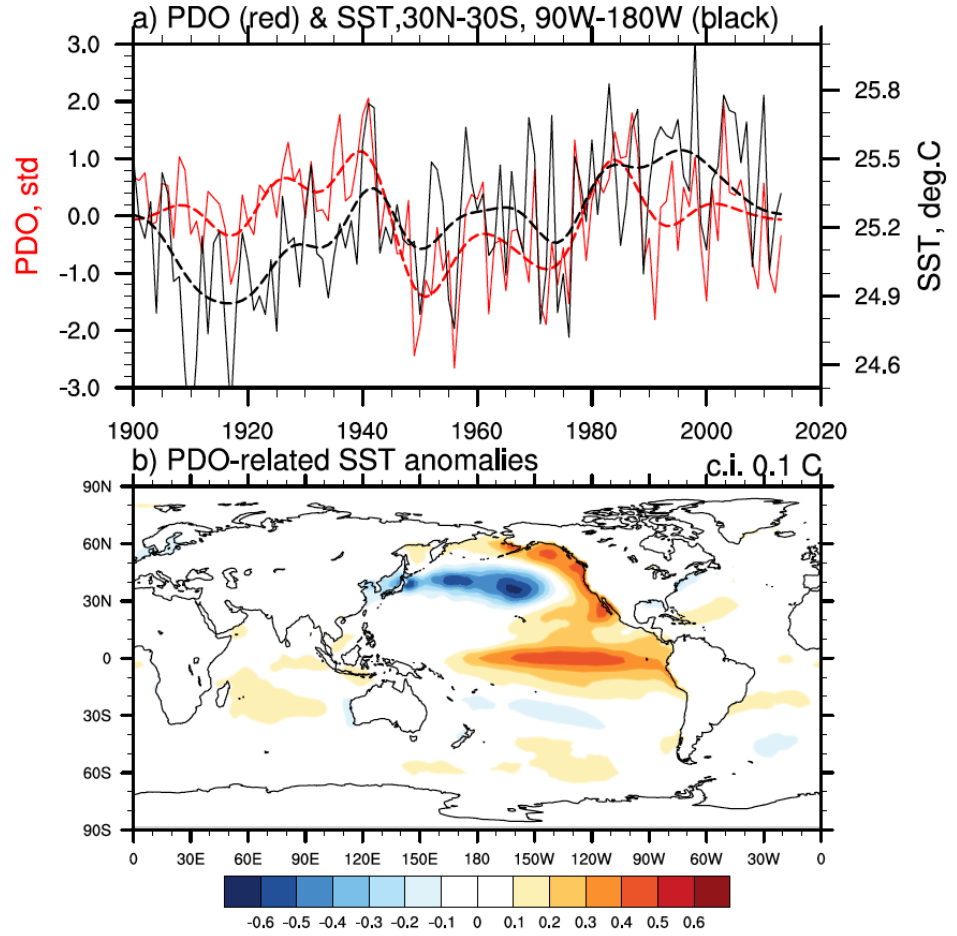 a) PDO (red) & SST,30N-30S, 90W-180W (black)
3.0
2.0
1.0
0.0
-1.0
-2.0
-3.0
PDO, std
25.8
25.5
25.2
24.9
24.6
SST, deg.C
1900 1920 1940 1960 1980 2000 2020
b) PDO-related SST anomalies c.i. 0.1 C
90N
60N
30N
0
30S
60S
90S
0 30E 60E 90E 120E 150E 180 150W 120W 90W 60W 30W 0
-0.6 -0.5 -0.4 -0.3 -0.2 -0.1 0 0.1 0.2 0.3 0.4 0.5 0.6